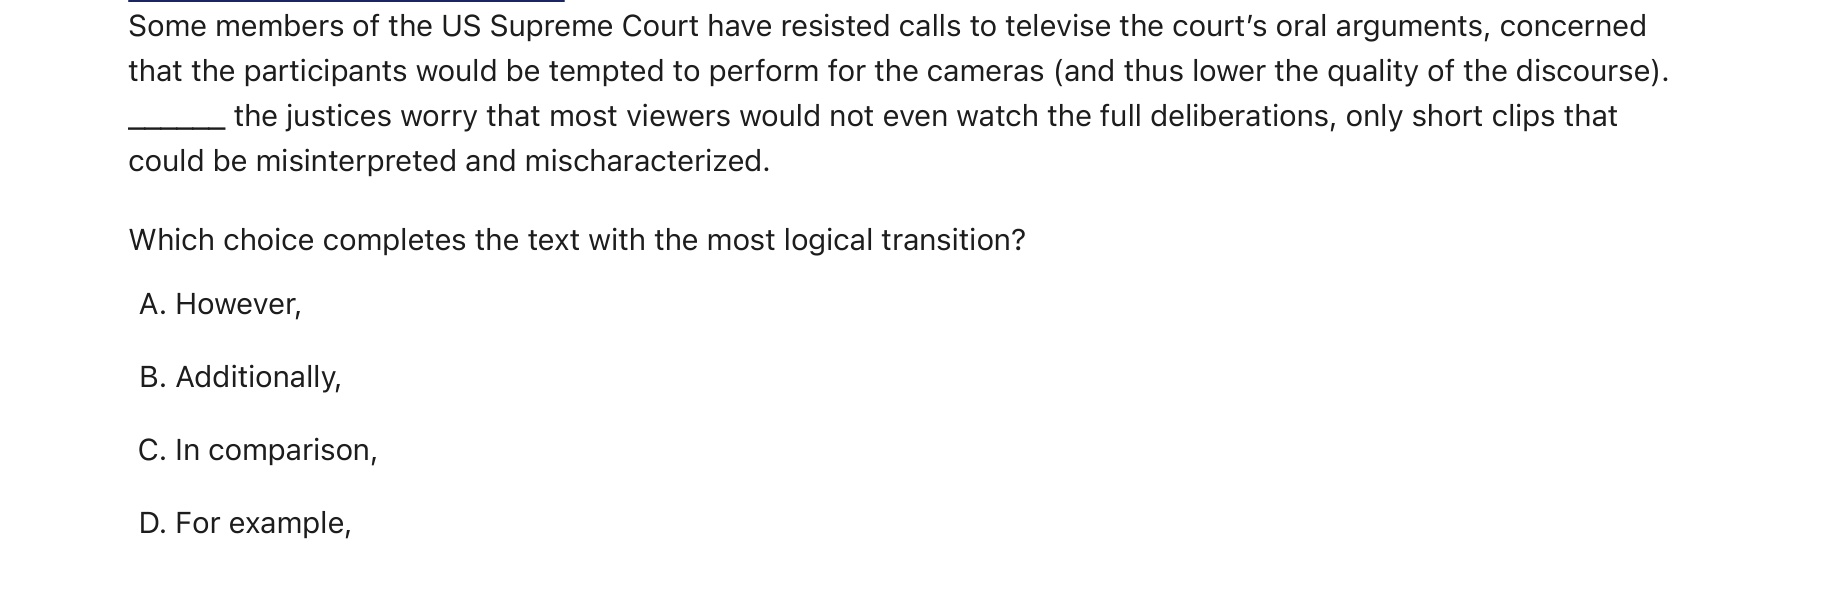 Some members of the US Supreme Court have resisted calls to televise the court’s oral arguments, concerned
that the participants would be tempted to perform for the cameras (and thus lower the quality of the discourse).
______ the justices worry that most viewers would not even watch the full deliberations, only short clips that
could be misinterpreted and mischaracterized.
Which choice completes the text with the most logical transition?
A. However,
B. Additionally,
C. In comparison,
D. For example,